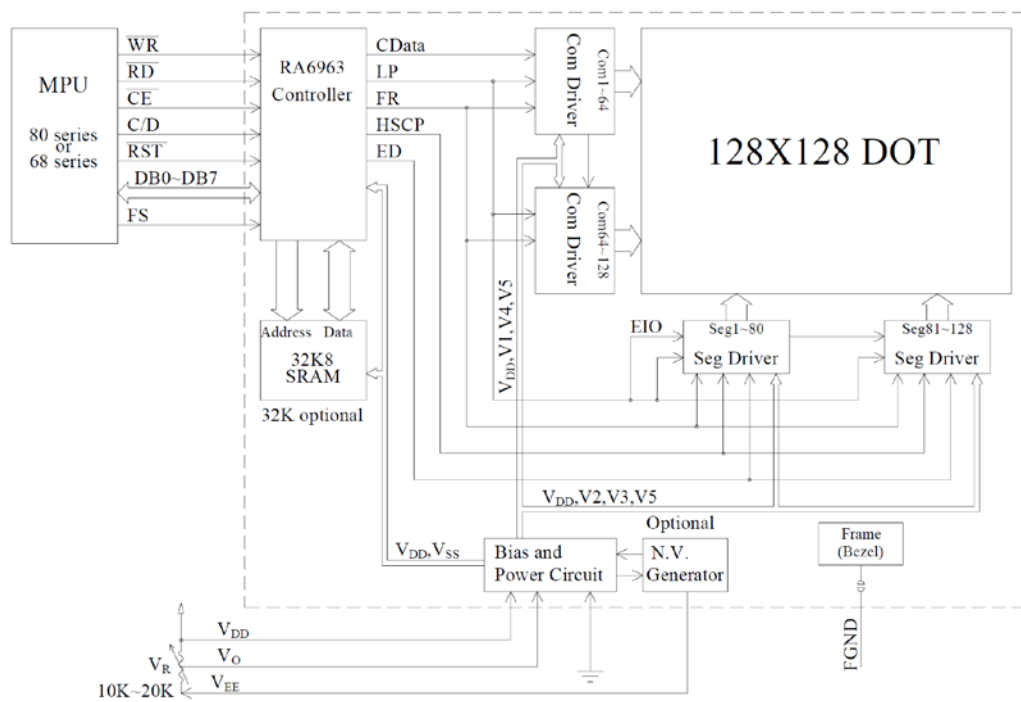 MPU
80 series
or
68 series
WR
RD
CE
C/D
RST
DB0~DB7
FS
RA6963
Controller
CData
LP
FR
HSCP
ED
Com Driver
Com1~64
Com Driver
Com64~128
128X128 DOT
Address Data
32K8
SRAM
32K optional
VDD,V1,V4,V5
EIO
Seg1~80
Seg Driver
Seg81~128
Seg Driver
VDD,V2,V3,V5
VDD,VSS
Bias and
Power Circuit
Optional
N.V.
Generator
Frame
(Bezel)
FGND
VDD
VO
VR
10K~20K
VEE